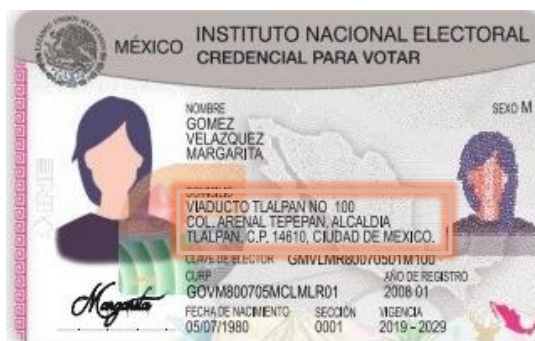 MÉXICO
INSTITUTO NACIONAL ELECTORAL
CREDENCIAL PARA VOTAR
NOMBRE
SEXO M
GOMEZ
VELAZQUEZ
MARGARITA
DOMICILIO
VIADUCTO TLALPAN NO 100
COL. ARENAL TEPEPAN, ALCALDIA
TLALPAN, C.P. 14610, CIUDAD DE MEXICO.
CLAVE DE ELECTOR GMVLMR80070501M100
CURP
AÑO DE REGISTRO
GOVM800705MCLMLR01
2008 01
Margarita
FECHA DE NACIMIENTO
SECCIÓN
VIGENCIA
05/07/1980
0001
2019 - 2029